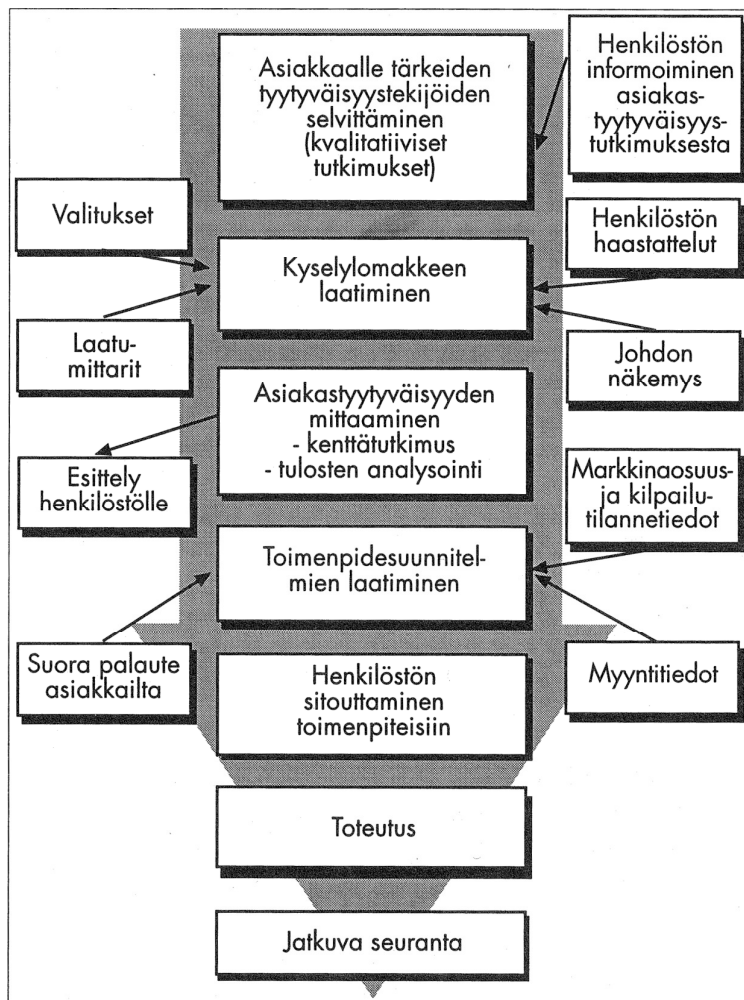 Asiakkaalle tärkeiden
tyytyväisyystekijöiden
selvittäminen
(kvalitatiiviset
tutkimukset)
Henkilöstön
informoiminen
asiakas-
tyytyväisyys-
tutkimuksesta
Valitukset
Kyselylomakkeen
laatiminen
Henkilöstön
haastattelut
Laatu-
mittarit
Johdon
näkemys
Asiakastyytyväisyyden
mittaaminen
- kenttätutkimus
- tulosten analysointi
Esittely
henkilöstölle
Markkinaosuus-
ja kilpailu-
tilannetiedot
Toimenpidesuunnitel-
mien laatiminen
Suora palaute
asiakkailta
Henkilöstön
sitouttaminen
toimenpiteisiin
Myyntitiedot
Toteutus
Jatkuva seuranta